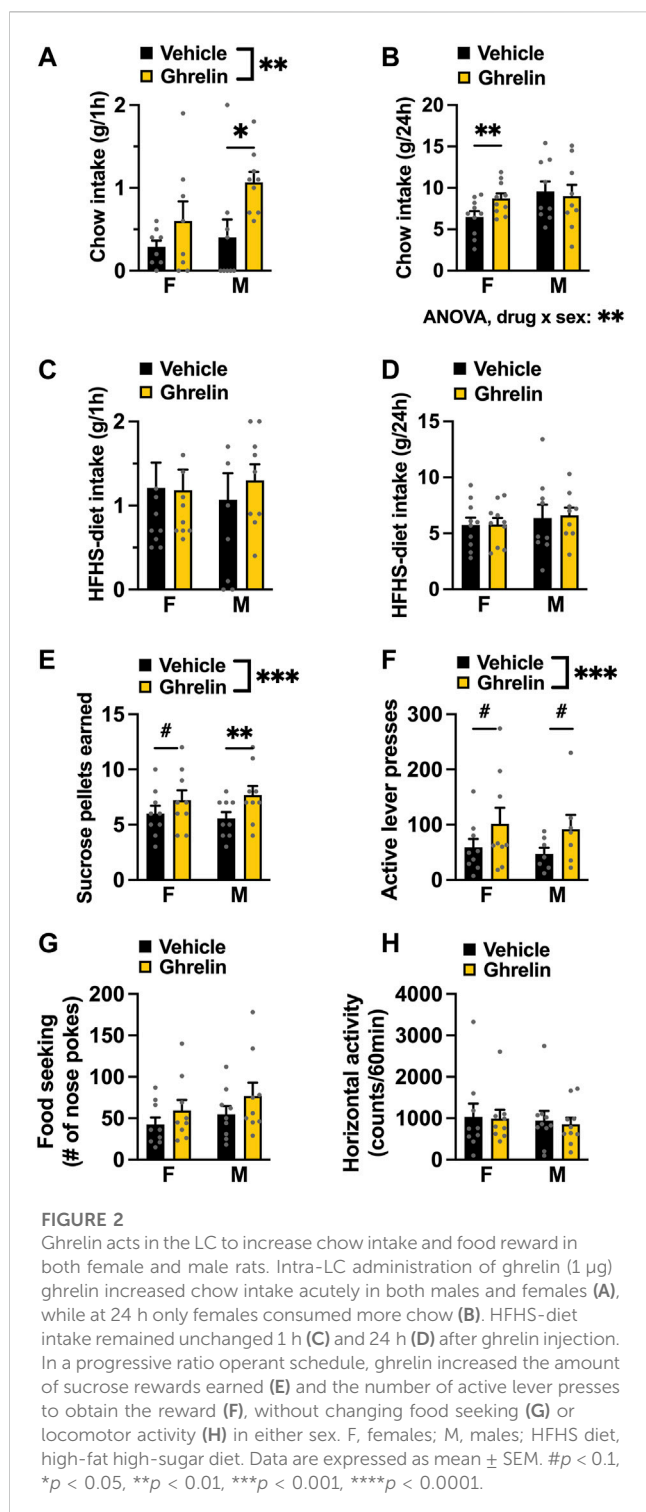 A
Vehicle
Ghrelin
**
Chow intake (g/1h)
2
1
0
*
F
M
B
Vehicle
Ghrelin
Chow intake (g/24h)
20
15
10
5
0
**
F
M
ANOVA, drug x sex: **
C
Vehicle
Ghrelin
HFHS-diet intake (g/1h)
2
1
0
F
M
D
Vehicle
Ghrelin
HFHS-diet intake (g/24h)
15
10
5
0
F
M
E
Vehicle
Ghrelin
***
Sucrose pellets earned
15
10
5
0
#
**
F
M
F
Vehicle
Ghrelin
***
Active lever presses
300
200
100
0
#
#
F
M
G
Vehicle
Ghrelin
Food seeking
(# of nose pokes)
200
150
100
50
0
F
M
H
Vehicle
Ghrelin
Horizontal activity
(counts/60min)
4000
3000
2000
1000
0
F
M
FIGURE 2
Ghrelin acts in the LC to increase chow intake and food reward in
both female and male rats. Intra-LC administration of ghrelin (1 µg)
ghrelin increased chow intake acutely in both males and females (A),
while at 24 h only females consumed more chow (B). HFHS-diet
intake remained unchanged 1 h (C) and 24 h (D) after ghrelin injection.
In a progressive ratio operant schedule, ghrelin increased the amount
of sucrose rewards earned (E) and the number of active lever presses
to obtain the reward (F), without changing food seeking (G) or
locomotor activity (H) in either sex. F, females; M, males; HFHS diet,
high-fat high-sugar diet. Data are expressed as mean ± SEM. #p < 0.1,
*p < 0.05, **p < 0.01, ***p < 0.001, ****p < 0.0001.